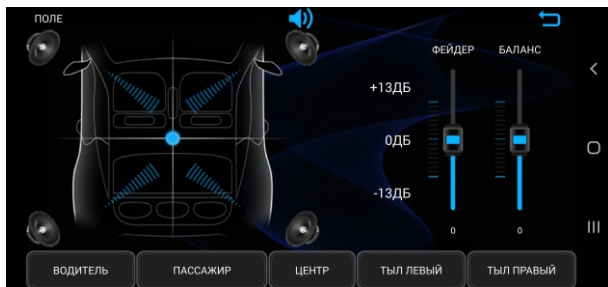 ПОЛЕ
ФЕЙДЕР БАЛАНС
+13ДБ
0ДБ
-13ДБ
0 0
ВОДИТЕЛЬ ПАССАЖИР ЦЕНТР ТЫЛ ЛЕВЫЙ ТЫЛ ПРАВЫЙ